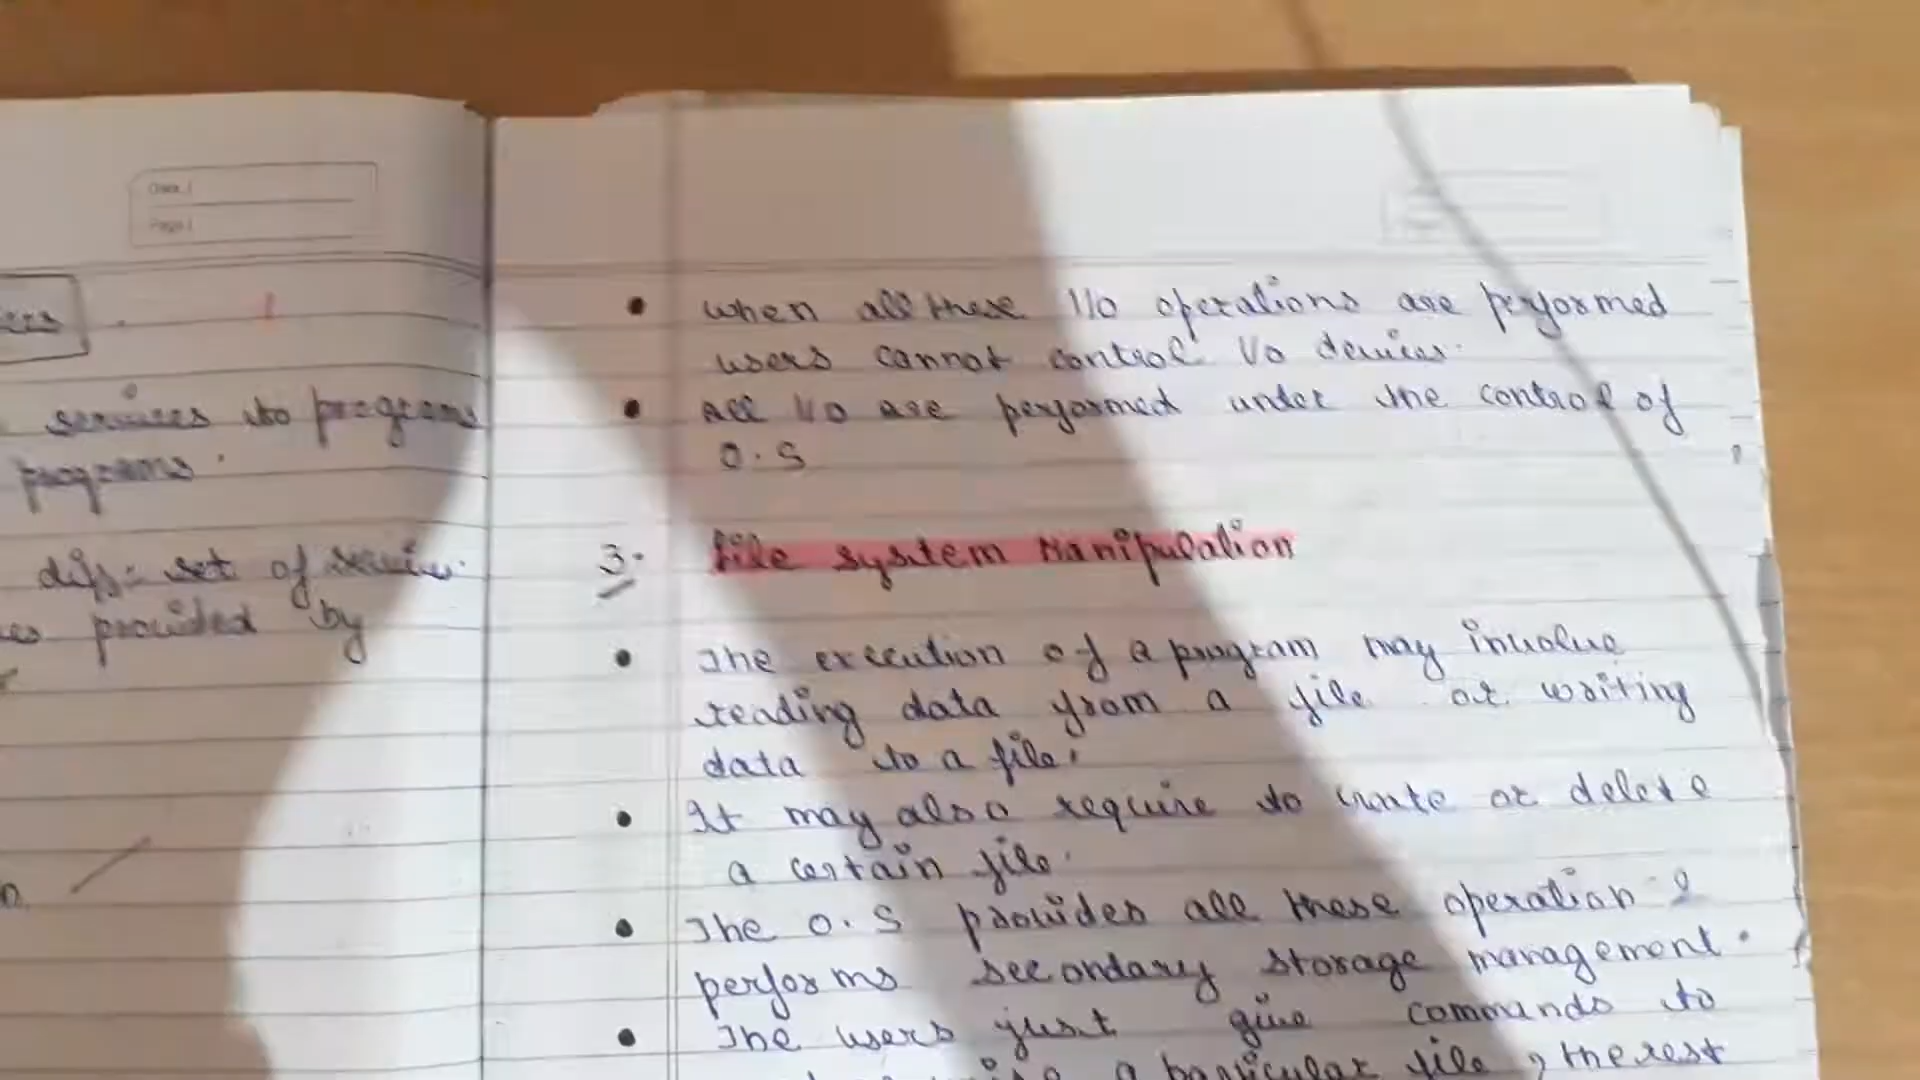 Date |
Page |
services to programs
programs.
diff: set of servic.
provided by
• when all these I/O operations are performed
users cannot control I/O devices.
• All I/O are performed under the control of
O.S
3. File system Manipulation
• The execution of a program may involve
reading data from a file or writing
data to a file.
• It may also require to create or delete
a certain file.
• The O.S provides all these operation &
performs secondary storage management.
• The users just give commands to
a particular file, the rest